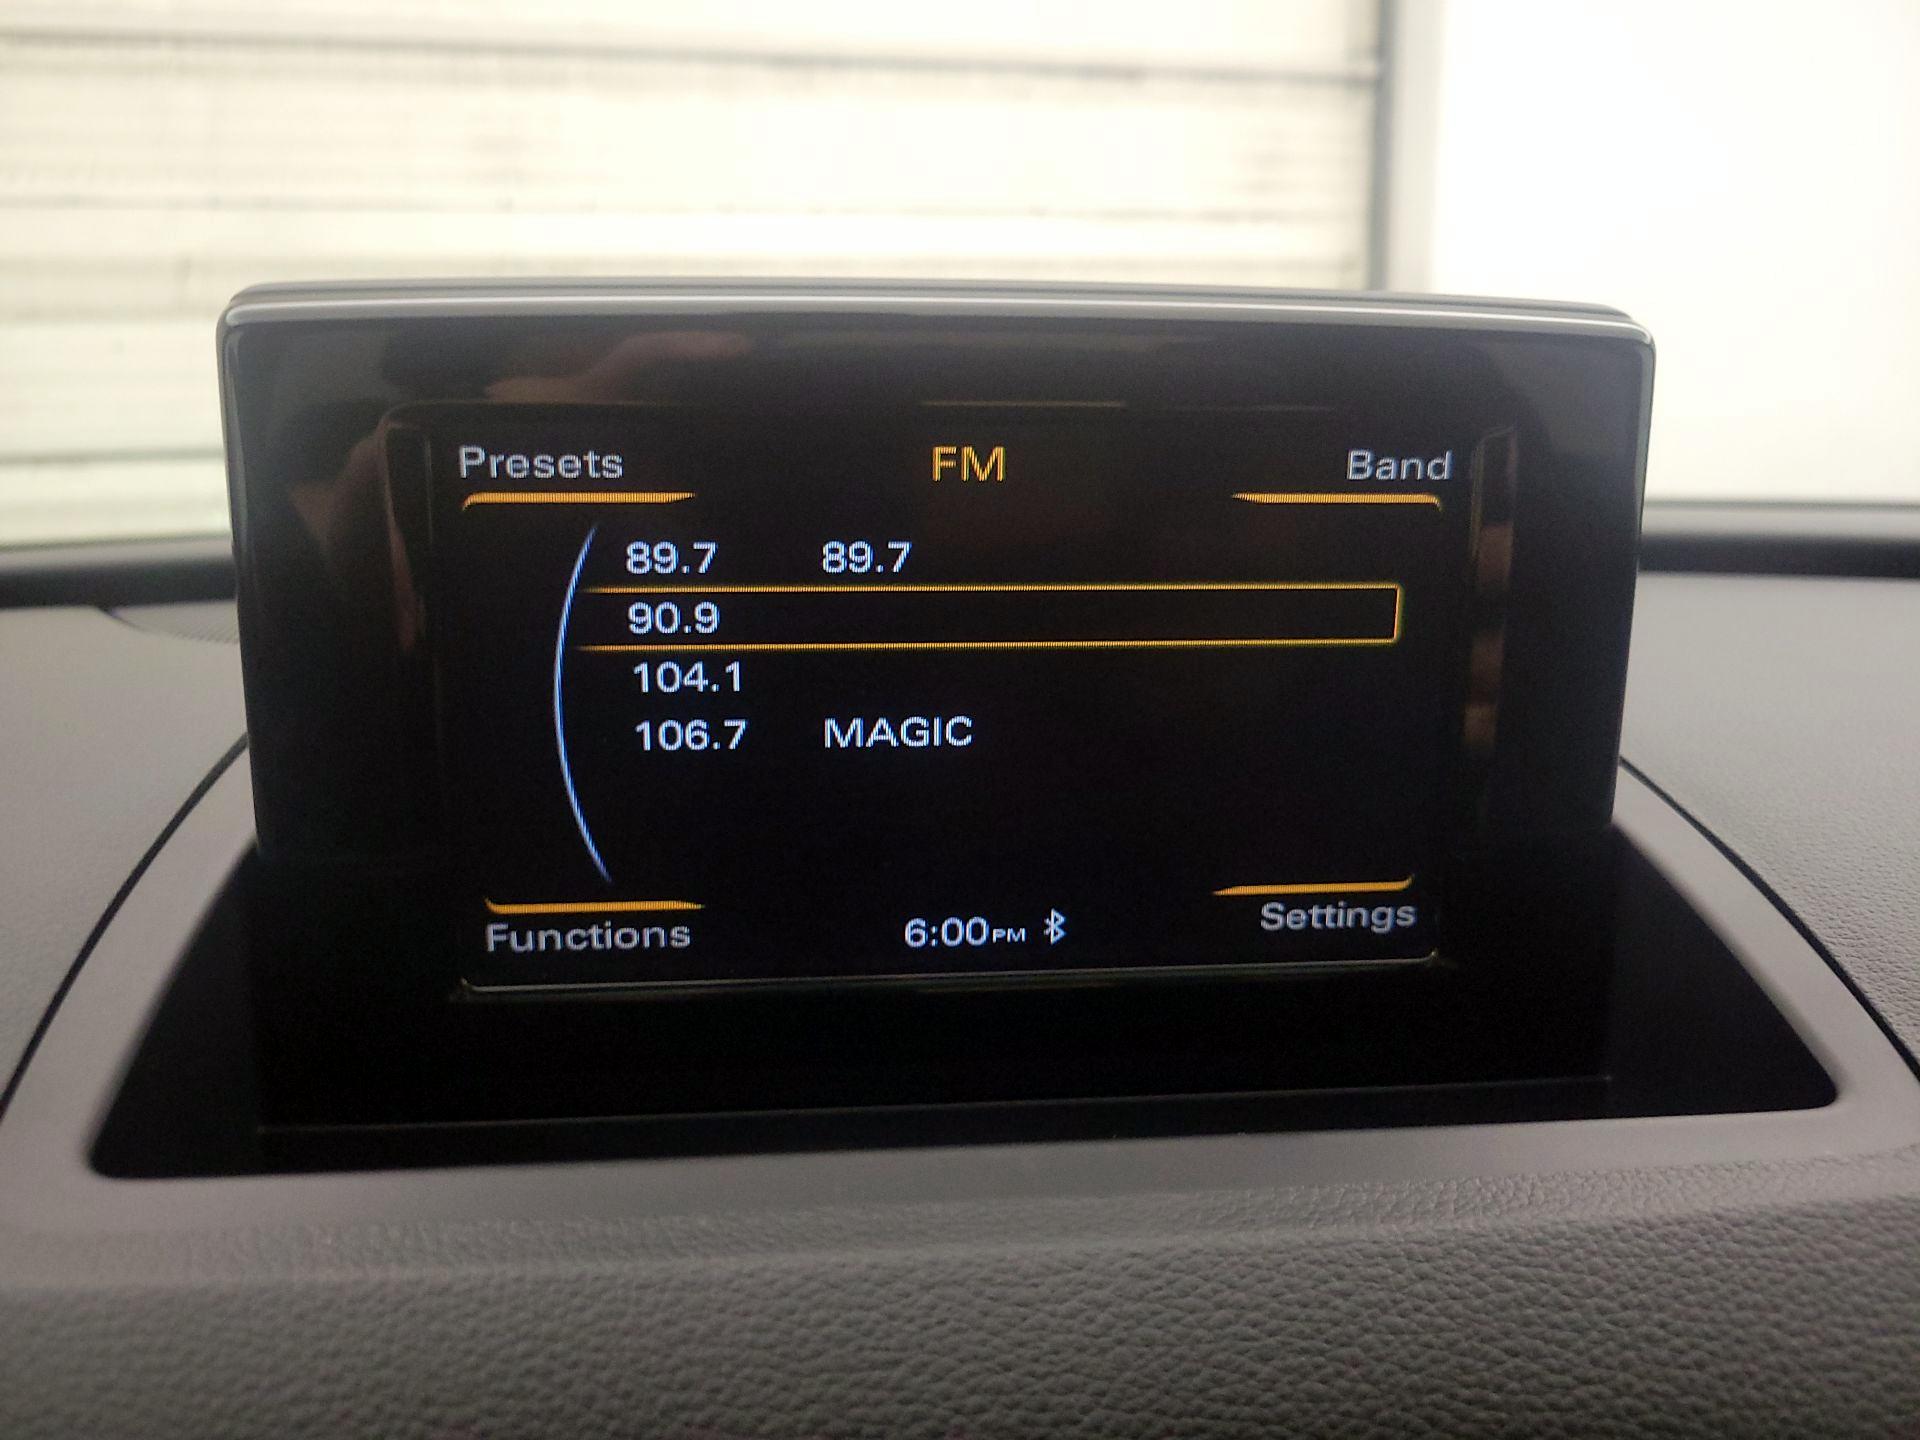 Presets FM Band
89.7 89.7
90.9
104.1
106.7 MAGIC
Functions 6:00PM Settings